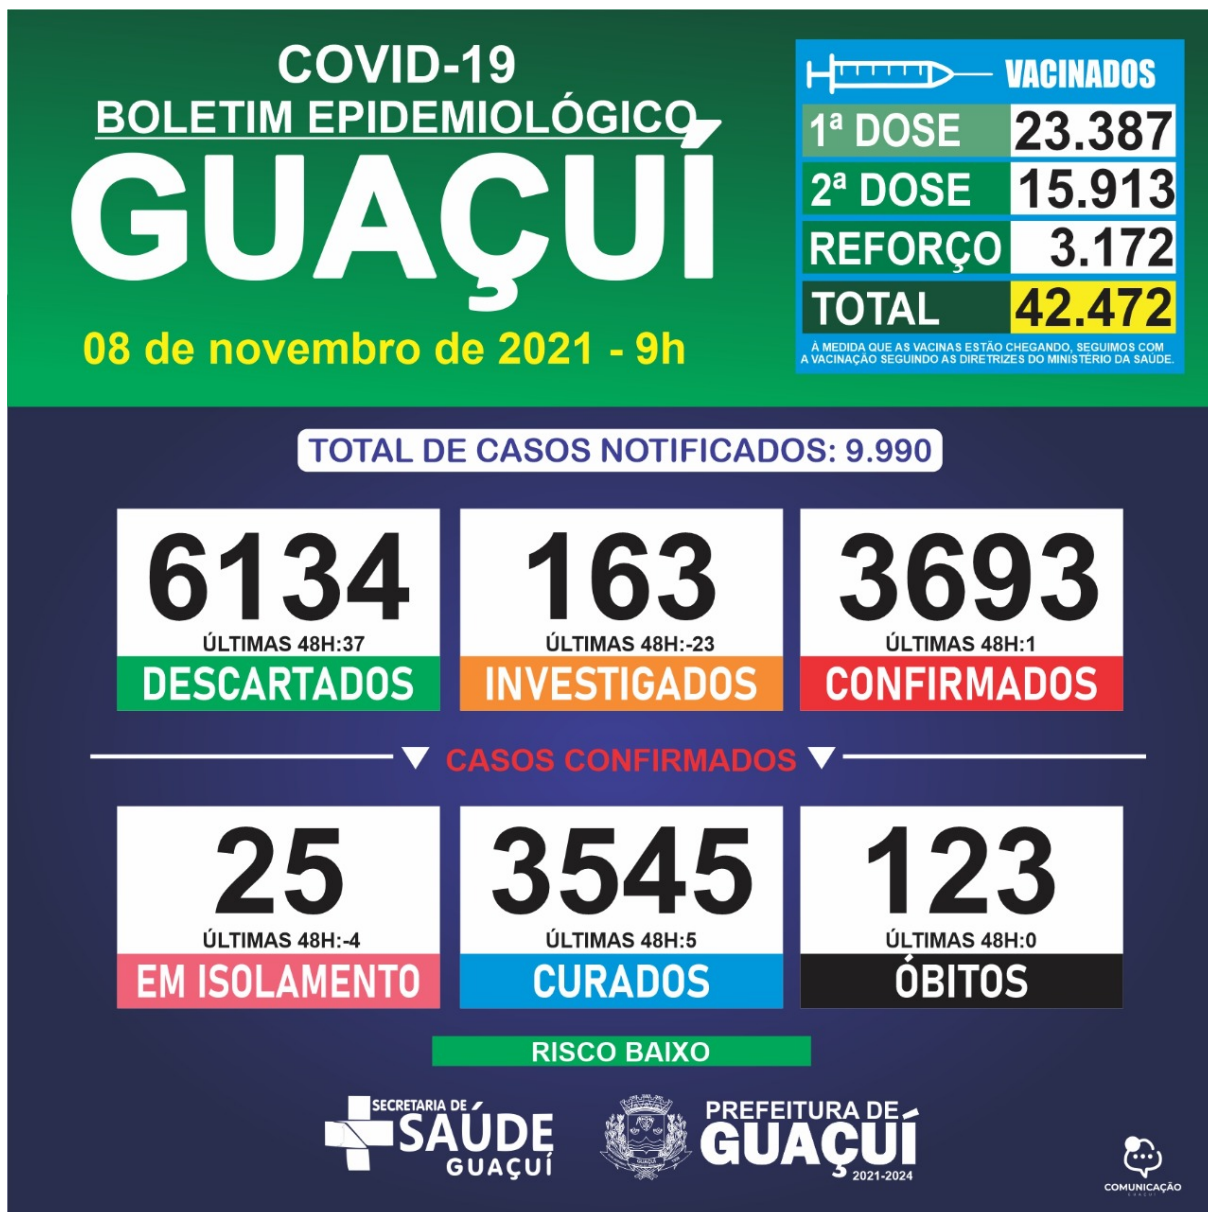 COVID-19
BOLETIM EPIDEMIOLÓGICO
GUAÇUÍ
08 de novembro de 2021 - 9h
VACINADOS
1ª DOSE 23.387
2ª DOSE 15.913
REFORÇO 3.172
TOTAL 42.472
À MEDIDA QUE AS VACINAS ESTÃO CHEGANDO, SEGUIMOS COM
A VACINAÇÃO SEGUINDO AS DIRETRIZES DO MINISTÉRIO DA SAÚDE.
TOTAL DE CASOS NOTIFICADOS: 9.990
6134
ÚLTIMAS 48H:37
DESCARTADOS
163
ÚLTIMAS 48H:-23
INVESTIGADOS
3693
ÚLTIMAS 48H:1
CONFIRMADOS
CASOS CONFIRMADOS
25
ÚLTIMAS 48H:-4
EM ISOLAMENTO
3545
ÚLTIMAS 48H:5
CURADOS
123
ÚLTIMAS 48H:0
ÓBITOS
RISCO BAIXO
SECRETARIA DE
SAÚDE
GUAÇUÍ
GUAÇUÍ
PREFEITURA DE
GUAÇUÍ
2021-2024
COMUNICAÇÃO
GUAÇUÍ